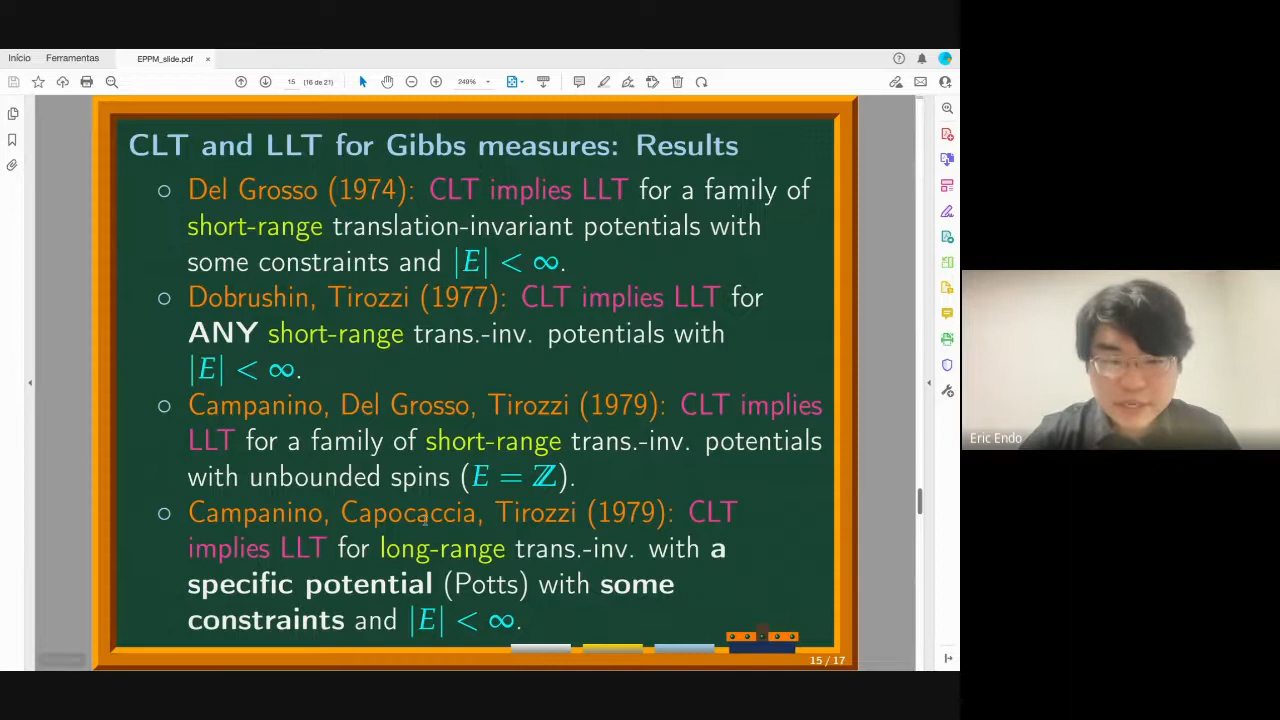 Início
Ferramentas
EPPM_slide.pdf
×
15
(16 de 21)
249%
CLT and LLT for Gibbs measures: Results
Del Grosso (1974): CLT implies LLT for a family of
short-range translation-invariant potentials with
some constraints and |E| < ∞.
Dobrushin, Tirozzi (1977): CLT implies LLT for
ANY short-range trans.-inv. potentials with
|E| < ∞.
Campanino, Del Grosso, Tirozzi (1979): CLT implies
LLT for a family of short-range trans.-inv. potentials
with unbounded spins (E = ℤ).
Campanino, Capocaccia, Tirozzi (1979): CLT
implies LLT for long-range trans.-inv. with a
specific potential (Potts) with some
constraints and |E| < ∞.
15 / 17
Eric Endo